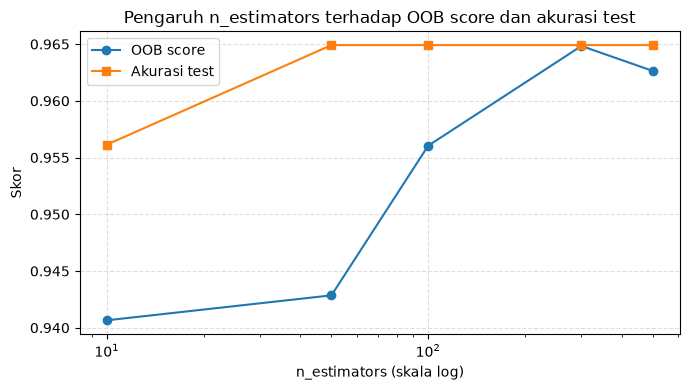 Pengaruh n_estimators terhadap OOB score dan akurasi test
OOB score
Akurasi test
Skor
0.965
0.960
0.955
0.950
0.945
0.940
10¹
10²
n_estimators (skala log)